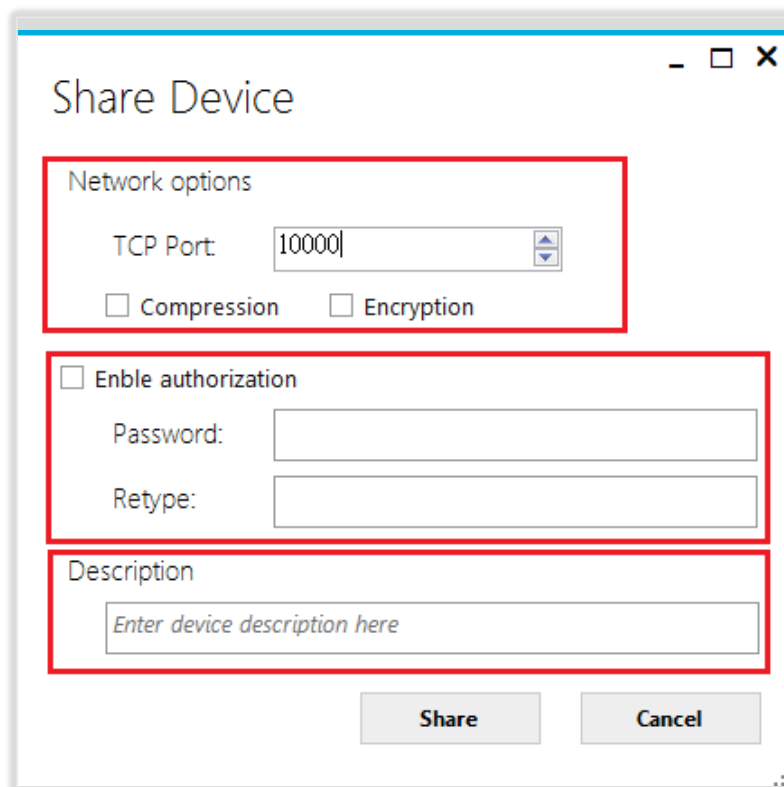 Share Device
Network options
TCP Port: 10000
Compression Encryption
Enble authorization
Password:
Retype:
Description
Enter device description here
Share Cancel